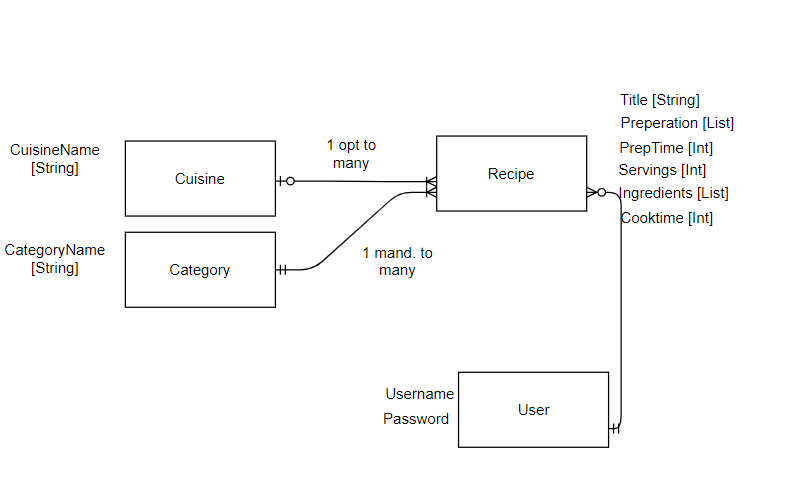 Title [String]
Preperation [List]
PrepTime [Int]
Servings [Int]
Ingredients [List]
Cooktime [Int]
CuisineName
[String]
Cuisine
1 opt to
many
Recipe
CategoryName
[String]
Category
1 mand. to
many
Username
Password
User